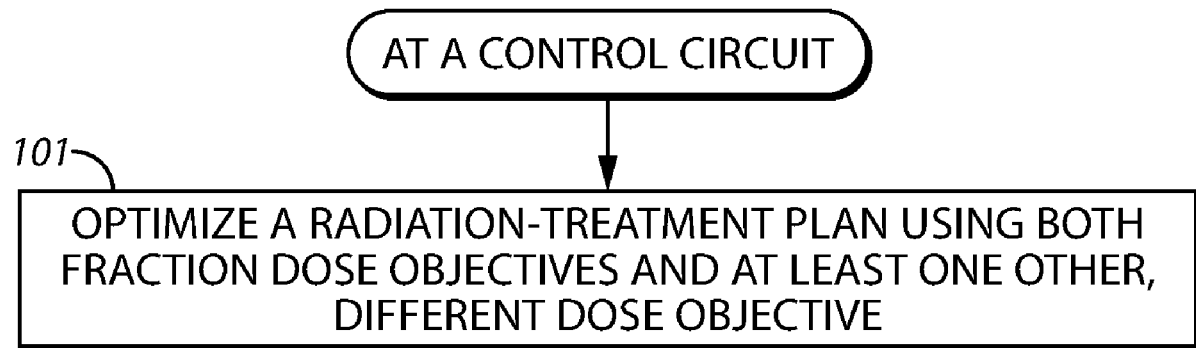 AT A CONTROL CIRCUIT
101
OPTIMIZE A RADIATION-TREATMENT PLAN USING BOTH
FRACTION DOSE OBJECTIVES AND AT LEAST ONE OTHER,
DIFFERENT DOSE OBJECTIVE